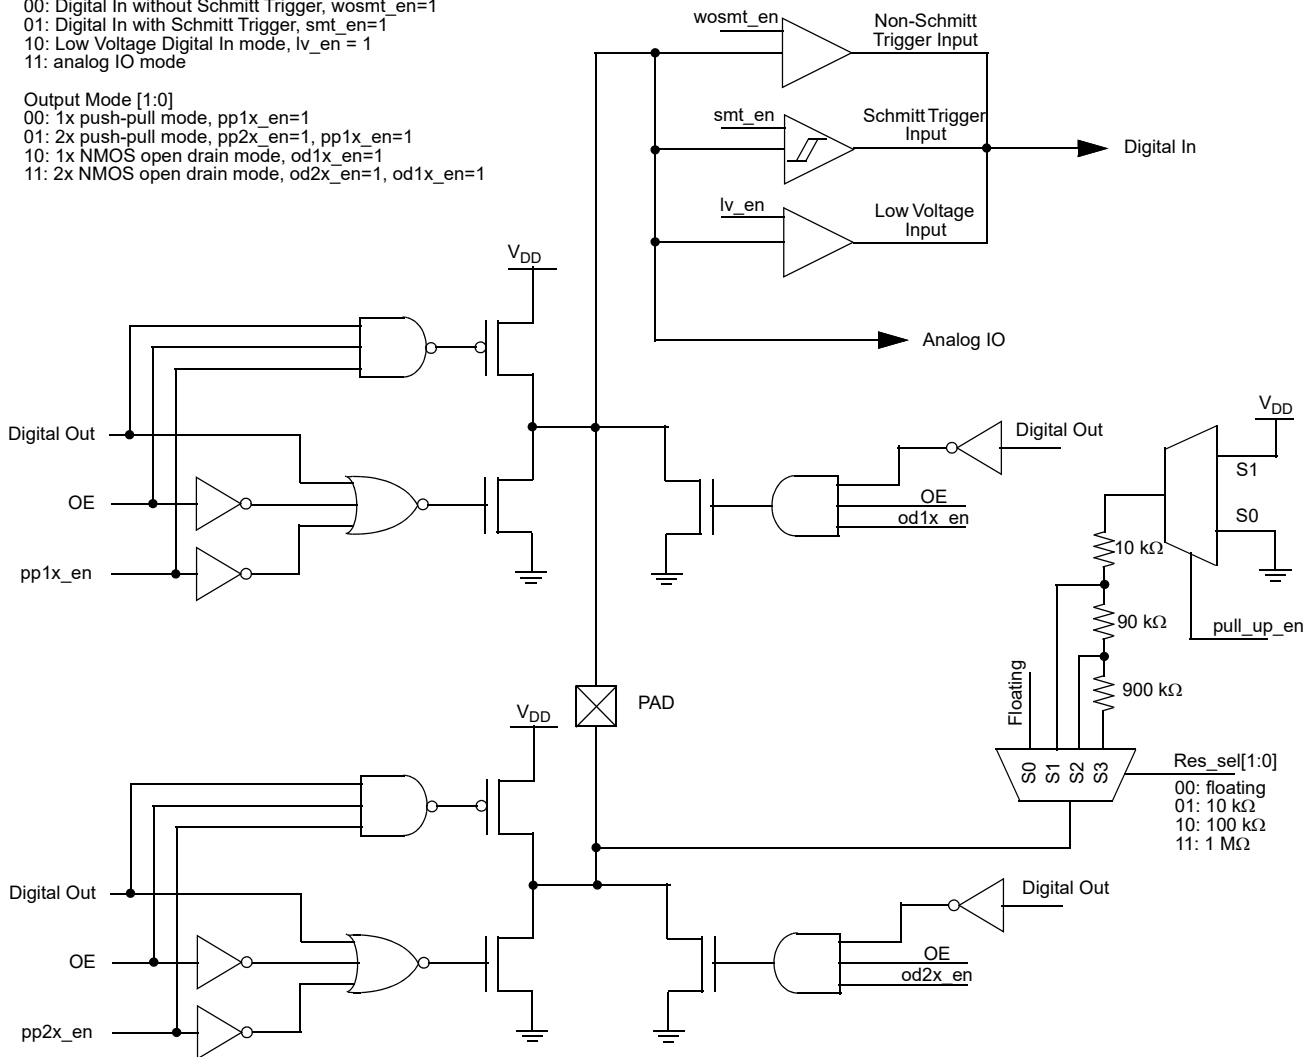 00: Digital In without Schmitt Trigger, wosmt_en=1
01: Digital In with Schmitt Trigger, smt_en=1
10: Low Voltage Digital In mode, lv_en = 1
11: analog IO mode
Output Mode [1:0]
00: 1x push-pull mode, pp1x_en=1
01: 2x push-pull mode, pp2x_en=1, pp1x_en=1
10: 1x NMOS open drain mode, od1x_en=1
11: 2x NMOS open drain mode, od2x_en=1, od1x_en=1
wosmt_en
Non-Schmitt
Trigger Input
smt_en
Schmitt Trigger
Input
Digital In
lv_en
Low Voltage
Input
Analog IO
VDD
Digital Out
OE
pp1x_en
Digital Out
OE
od1x_en
VDD
S1
S0
10 kΩ
90 kΩ
900 kΩ
pull_up_en
Floating
S0
S1
S2
S3
Res_sel[1:0]
00: floating
01: 10 kΩ
10: 100 kΩ
11: 1 MΩ
PAD
VDD
Digital Out
OE
pp2x_en
Digital Out
OE
od2x_en